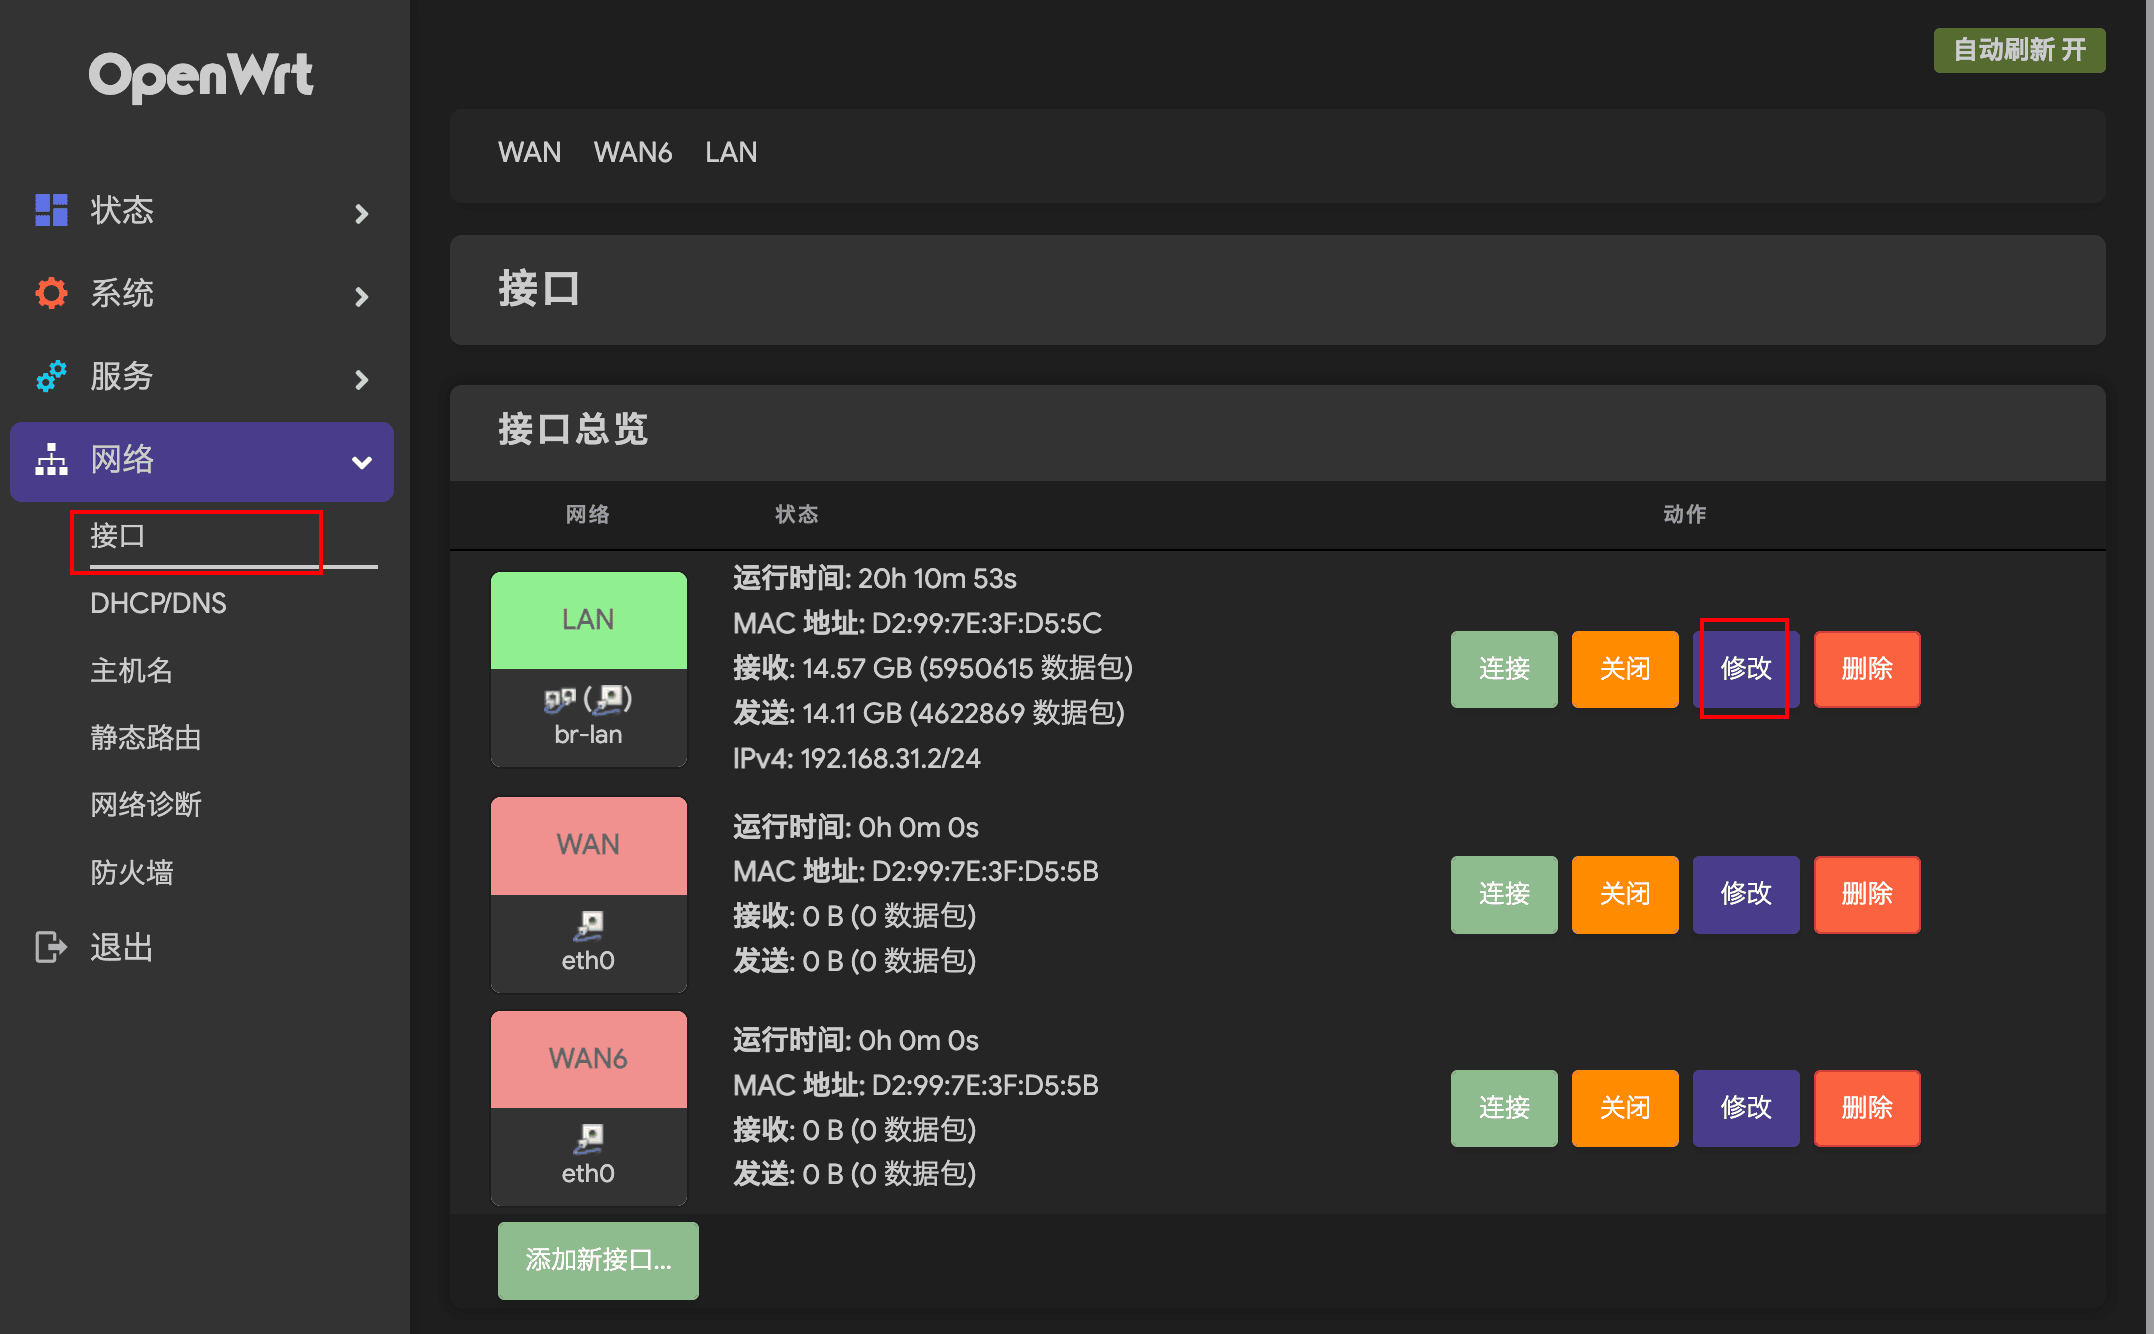 OpenWrt
状态
系统
服务
网络
接口
DHCP/DNS
主机名
静态路由
网络诊断
防火墙
退出
自动刷新 开
WAN WAN6 LAN
接口
接口总览
网络 状态 动作
LAN
br-lan
运行时间: 20h 10m 53s
MAC 地址: D2:99:7E:3F:D5:5C
接收: 14.57 GB (5950615 数据包)
发送: 14.11 GB (4622869 数据包)
IPv4: 192.168.31.2/24
连接 关闭 修改 删除
WAN
eth0
运行时间: 0h 0m 0s
MAC 地址: D2:99:7E:3F:D5:5B
接收: 0 B (0 数据包)
发送: 0 B (0 数据包)
连接 关闭 修改 删除
WAN6
eth0
运行时间: 0h 0m 0s
MAC 地址: D2:99:7E:3F:D5:5B
接收: 0 B (0 数据包)
发送: 0 B (0 数据包)
连接 关闭 修改 删除
添加新接口...